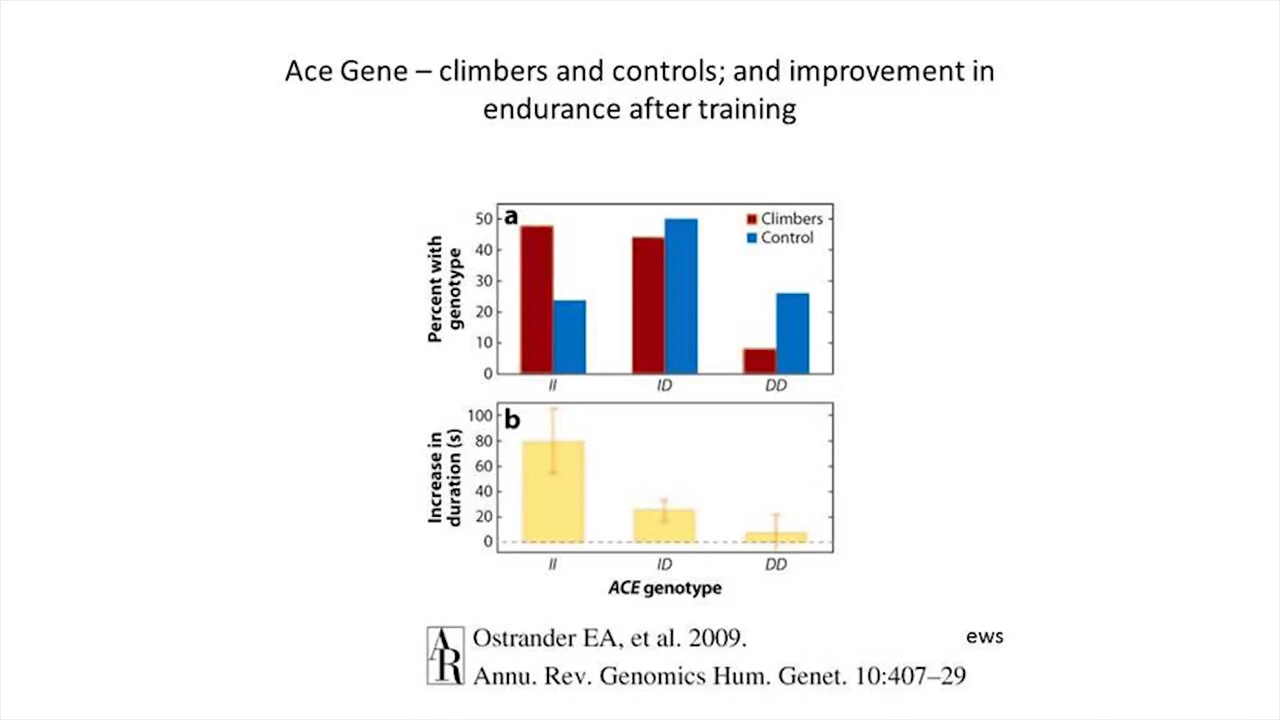 Ace Gene – climbers and controls; and improvement in
endurance after training
a
Climbers
Control
Percent with
genotype
50
40
30
20
10
0
II ID DD
b
Increase in
duration (s)
100
80
60
40
20
0
II ID DD
ACE genotype
AR
Ostrander EA, et al. 2009.
ews
Annu. Rev. Genomics Hum. Genet. 10:407–29